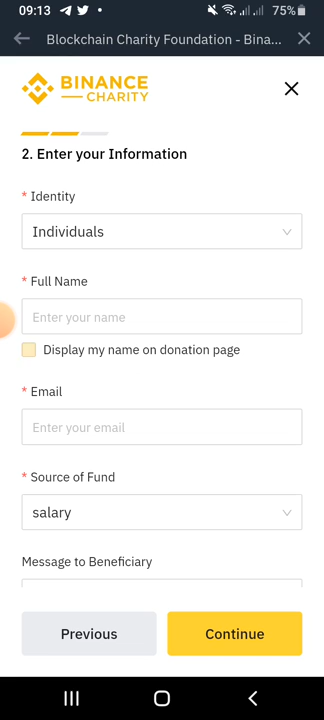 09:13
75%
Blockchain Charity Foundation - Bina...
BINANCE
CHARITY
2. Enter your Information
* Identity
Individuals
* Full Name
Enter your name
Display my name on donation page
* Email
Enter your email
* Source of Fund
salary
Message to Beneficiary
Previous
Continue